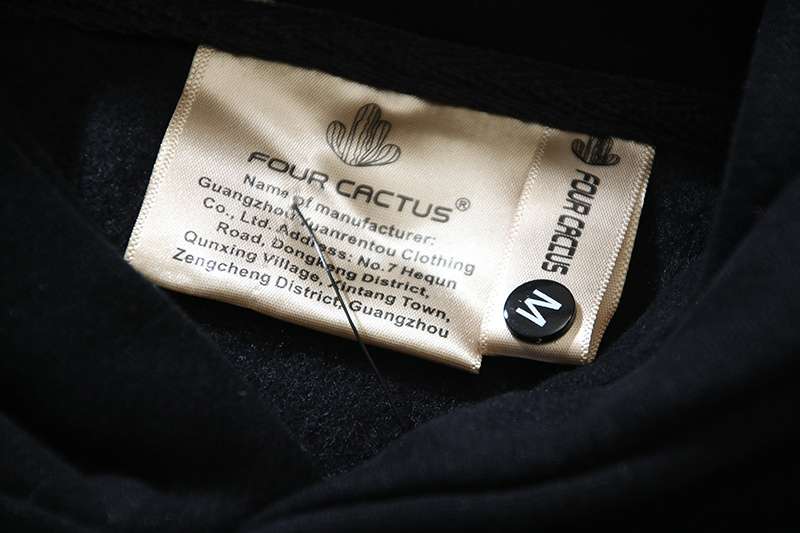 FOUR CACTUS®
Name of manufacturer:
Guangzhou Yuanrentou Clothing
Co., Ltd. Address: No.7 Hequn
Road, Dongkeng District,
Qunxing Village, Xintang Town,
Zengcheng District, Guangzhou
FOUR CACTUS
M